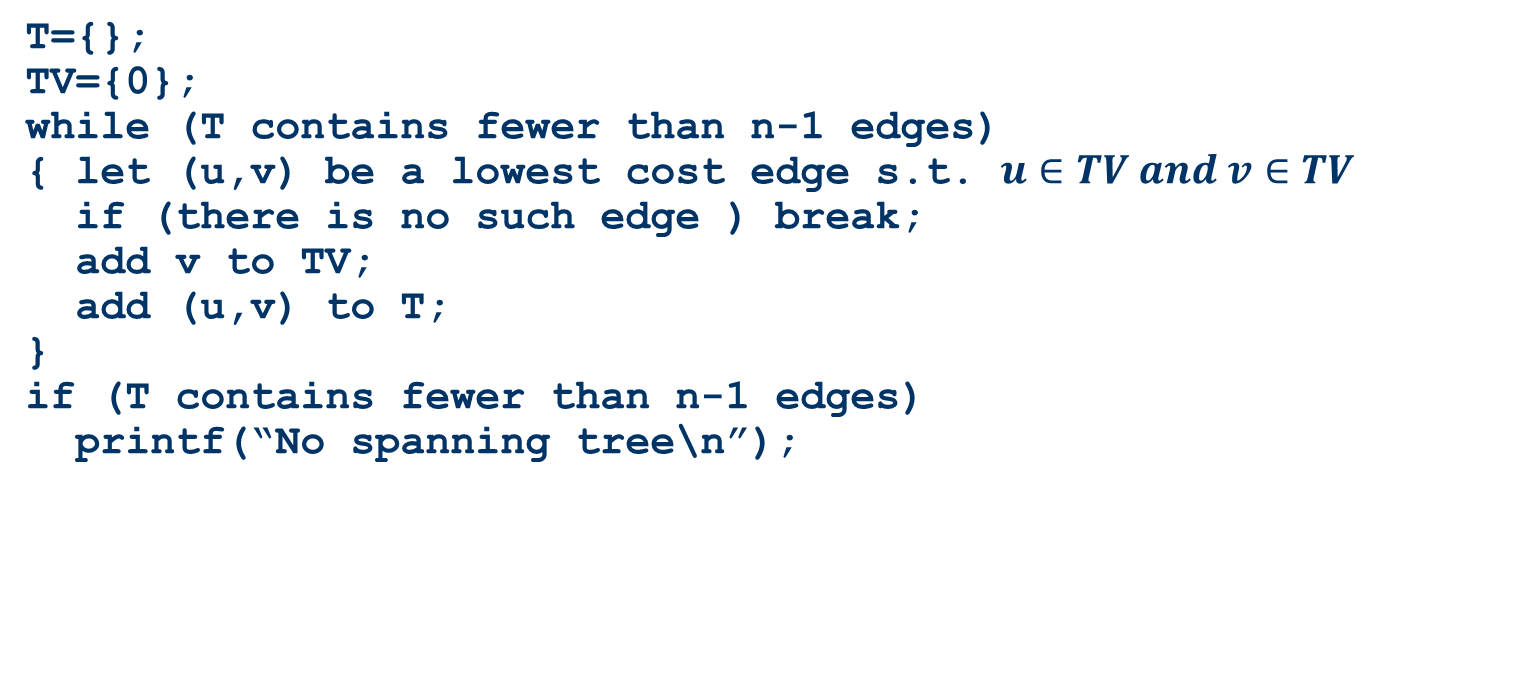 T={};
TV={0};
while (T contains fewer than n-1 edges)
{ let (u,v) be a lowest cost edge s.t. u ∈ TV and v ∈ TV
if (there is no such edge ) break;
add v to TV;
add (u,v) to T;
}
if (T contains fewer than n-1 edges)
printf(“No spanning tree\n”);